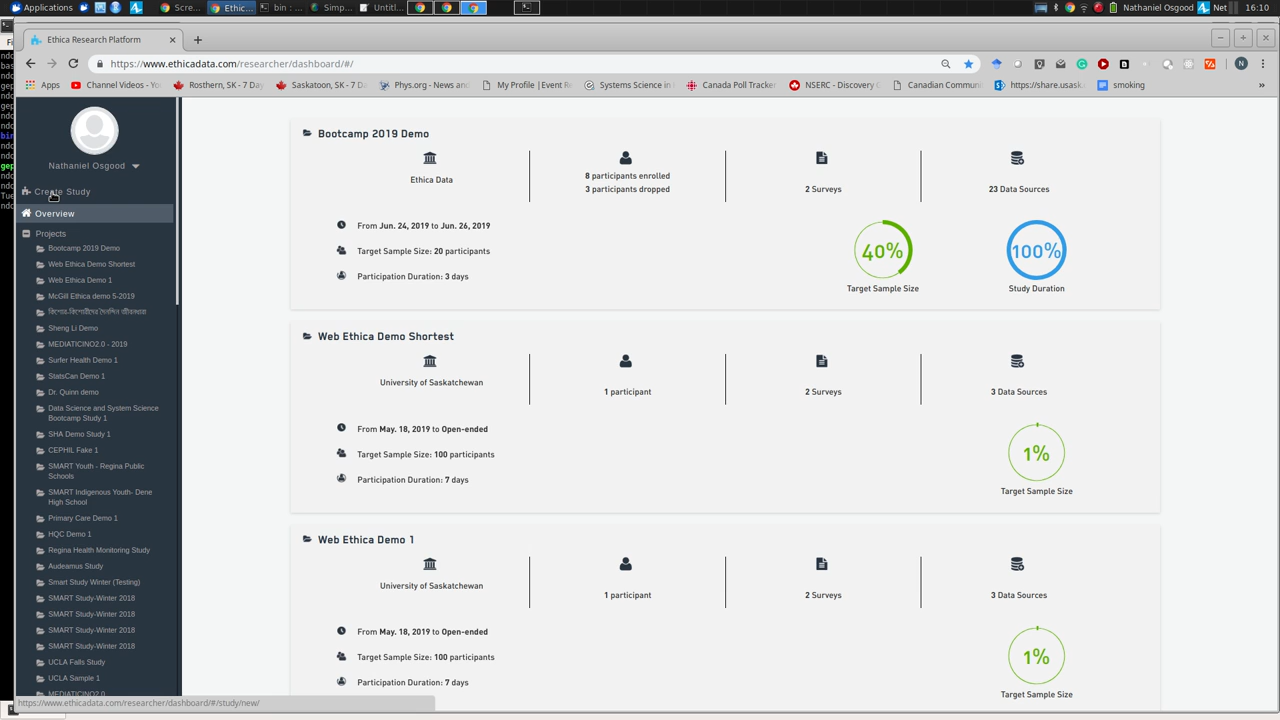 Applications
Scre...
Ethic...
bin : ...
Simp...
Untitl...
Nathaniel Osgood
Net
16:10
Ethica Research Platform
https://www.ethicadata.com/researcher/dashboard/#/
Apps
Channel Videos - You
Rosthern, SK - 7 Day
Saskatoon, SK - 7 Da
Phys.org - News and
My Profile |Event R
Systems Science in H
Canada Poll Tracker
NSERC - Discovery G
Canadian Communit
https://share.usask.
smoking
»
Nathaniel Osgood
Create Study
Overview
Projects
Bootcamp 2019 Demo
Web Ethica Demo Shortest
Web Ethica Demo 1
McGill Ethica demo 5-2019
কিশোর-কিশোরীদের দৈনন্দিন জীবনধারা
Sheng Li Demo
MEDIATICINO2.0 - 2019
Surfer Health Demo 1
StatsCan Demo 1
Dr. Quinn demo
Data Science and System Science
Bootcamp Study 1
SHA Demo Study 1
CEPHIL Fake 1
SMART Youth - Regina Public
Schools
SMART Indigenous Youth- Dene
High School
Primary Care Demo 1
HQC Demo 1
Regina Health Monitoring Study
Audeamus Study
Smart Study Winter (Testing)
SMART Study-Winter 2018
SMART Study-Winter 2018
SMART Study-Winter 2018
SMART Study-Winter 2018
UCLA Falls Study
UCLA Sample 1
MEDIATICINO2.0
https://www.ethicadata.com/researcher/dashboard/#/study/new/
Bootcamp 2019 Demo
Ethica Data
8 participants enrolled
3 participants dropped
2 Surveys
23 Data Sources
From Jun. 24, 2019 to Jun. 26, 2019
Target Sample Size: 20 participants
Participation Duration: 3 days
40%
Target Sample Size
100%
Study Duration
Web Ethica Demo Shortest
University of Saskatchewan
1 participant
2 Surveys
3 Data Sources
From May. 18, 2019 to Open-ended
Target Sample Size: 100 participants
Participation Duration: 7 days
1%
Target Sample Size
Web Ethica Demo 1
University of Saskatchewan
1 participant
2 Surveys
3 Data Sources
From May. 18, 2019 to Open-ended
Target Sample Size: 100 participants
Participation Duration: 7 days
1%
Target Sample Size